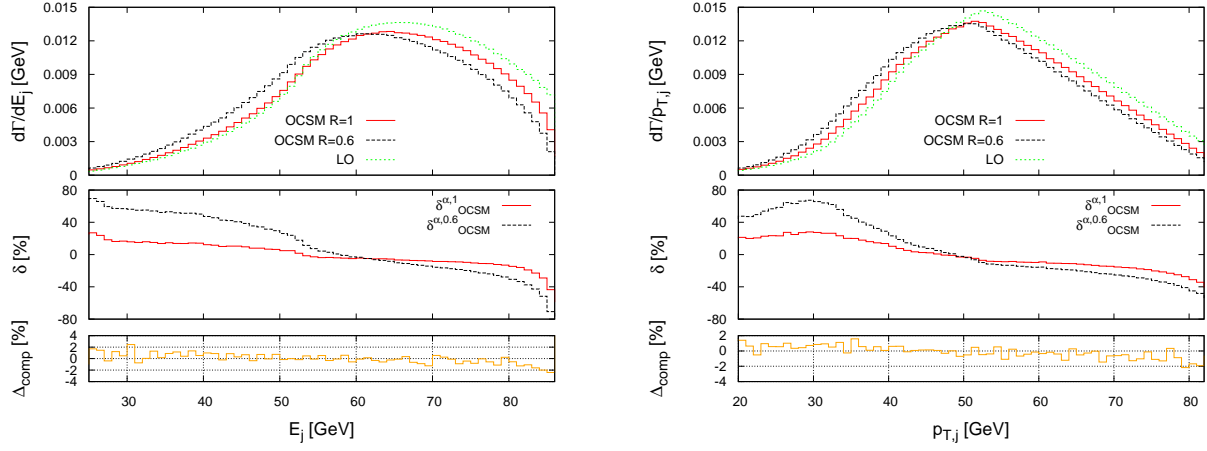 dΓ/dE_j [GeV]
0.015
0.012
0.009
0.006
0.003
0
OCSM R=1
OCSM R=0.6
LO
δ [%]
80
40
0
-40
-80
δ^{α,1}_{OCSM}
δ^{α,0.6}_{OCSM}
Δ_{comp} [%]
4
2
0
-2
-4
30 40 50 60 70 80
E_j [GeV]
dΓ/p_{T,j} [GeV]
0.015
0.012
0.009
0.006
0.003
0
OCSM R=1
OCSM R=0.6
LO
δ [%]
80
40
0
-40
-80
δ^{α,1}_{OCSM}
δ^{α,0.6}_{OCSM}
Δ_{comp} [%]
2
0
-2
-4
20 30 40 50 60 70 80
p_{T,j} [GeV]